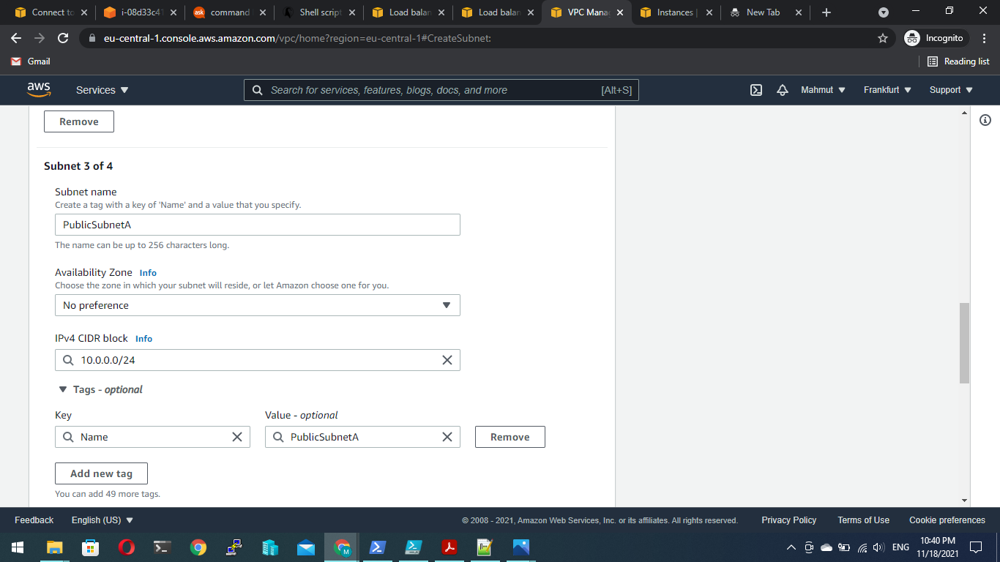 Connect to
i-08d33c41
ask
command
Shell script
Load balan
Load balan
VPC Mana
Instances |
New Tab
eu-central-1.console.aws.amazon.com/vpc/home?region=eu-central-1#CreateSubnet:
Incognito
Gmail
Reading list
aws
Services
Search for services, features, blogs, docs, and more
[Alt+S]
Mahmut
Frankfurt
Support
Remove
Subnet 3 of 4
Subnet name
Create a tag with a key of 'Name' and a value that you specify.
PublicSubnetA
The name can be up to 256 characters long.
Availability Zone Info
Choose the zone in which your subnet will reside, or let Amazon choose one for you.
No preference
IPv4 CIDR block Info
10.0.0.0/24
Tags - optional
Key
Value - optional
Name
PublicSubnetA
Remove
Add new tag
You can add 49 more tags.
Feedback
English (US)
© 2008 - 2021, Amazon Web Services, Inc. or its affiliates. All rights reserved.
Privacy Policy
Terms of Use
Cookie preferences
M
ENG
10:40 PM
11/18/2021